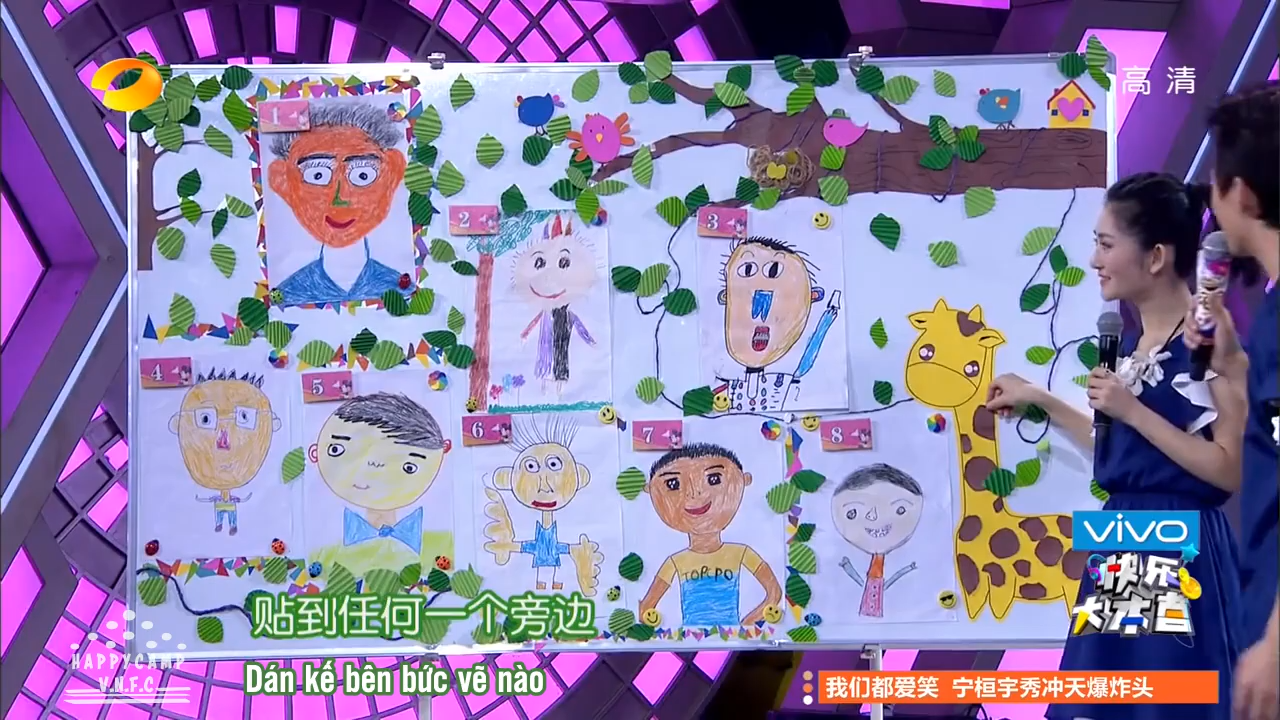 高清
1
2
3
4
5
6
7
8
TOPEPO
vivo
快乐
大本营
贴到任何一个旁边
Dán kế bên bức vẽ nào
HAPPYCAMP
V.N.F.C
我们都爱笑 宁桓宇秀冲天爆炸头